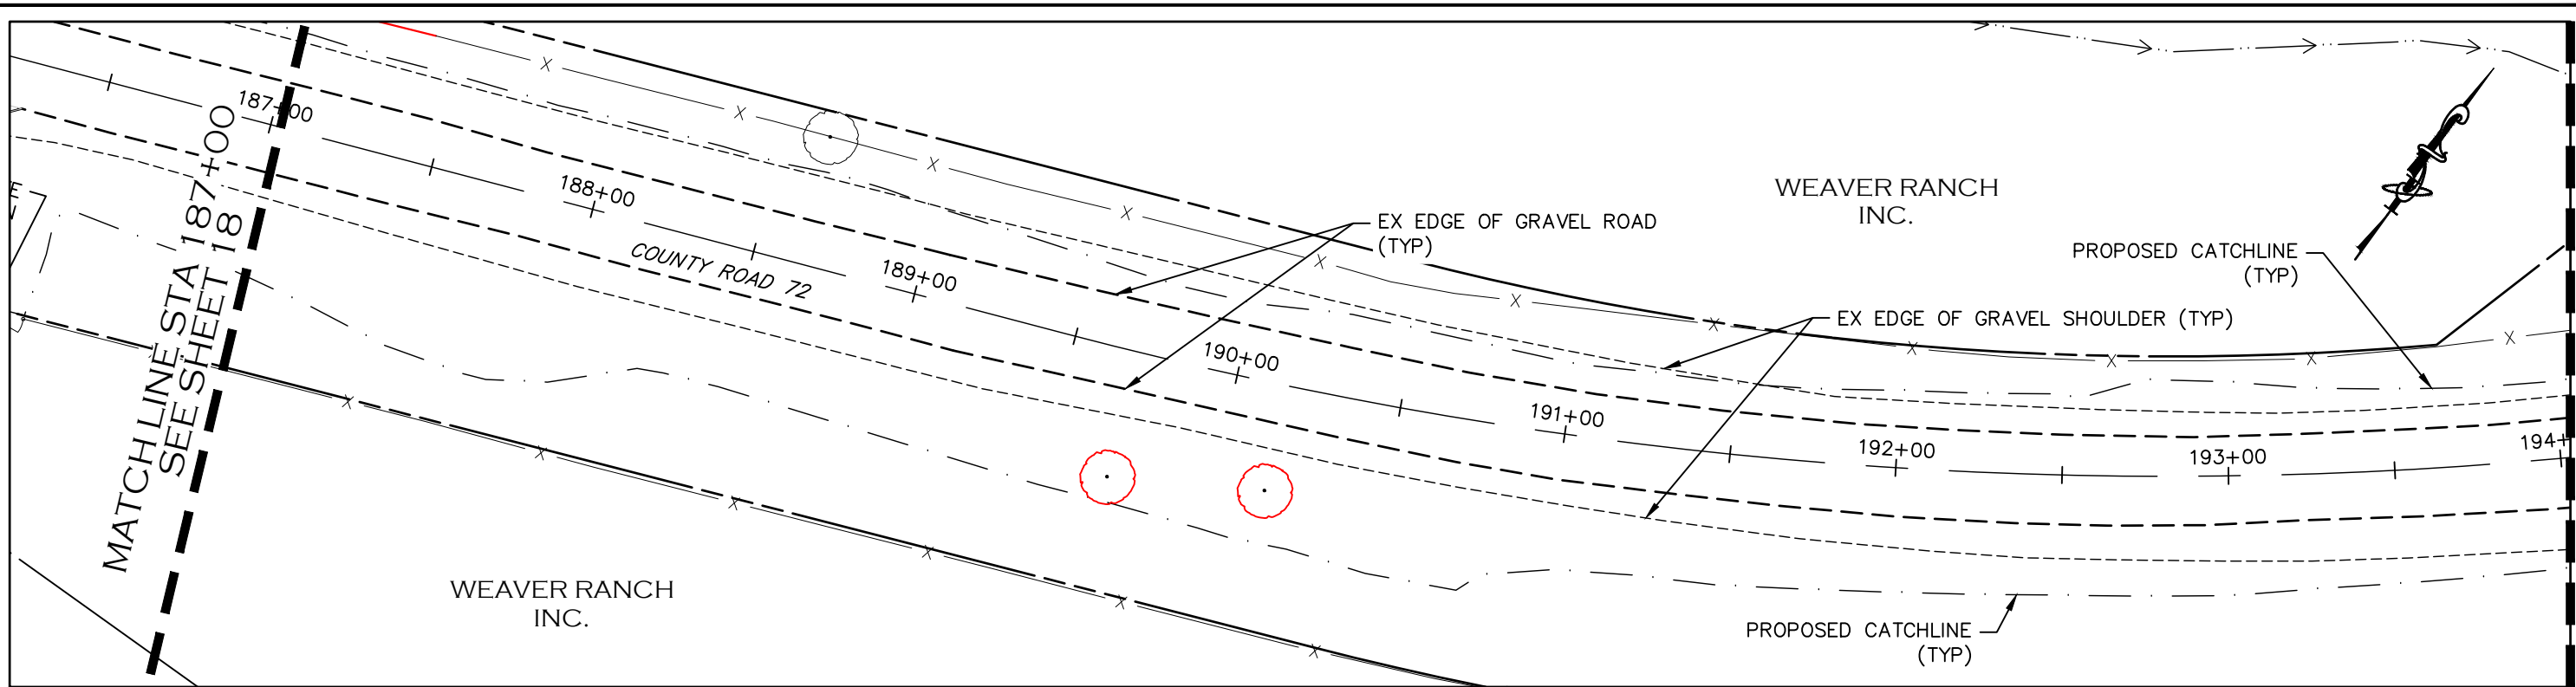 187+00
MATCHLINE STA 187+00
SEE SHEET 18
188+00
COUNTY ROAD 72
189+00
EX EDGE OF GRAVEL ROAD
(TYP)
WEAVER RANCH
INC.
PROPOSED CATCHLINE
(TYP)
EX EDGE OF GRAVEL SHOULDER (TYP)
190+00
191+00
192+00
193+00
194+
WEAVER RANCH
INC.
PROPOSED CATCHLINE
(TYP)